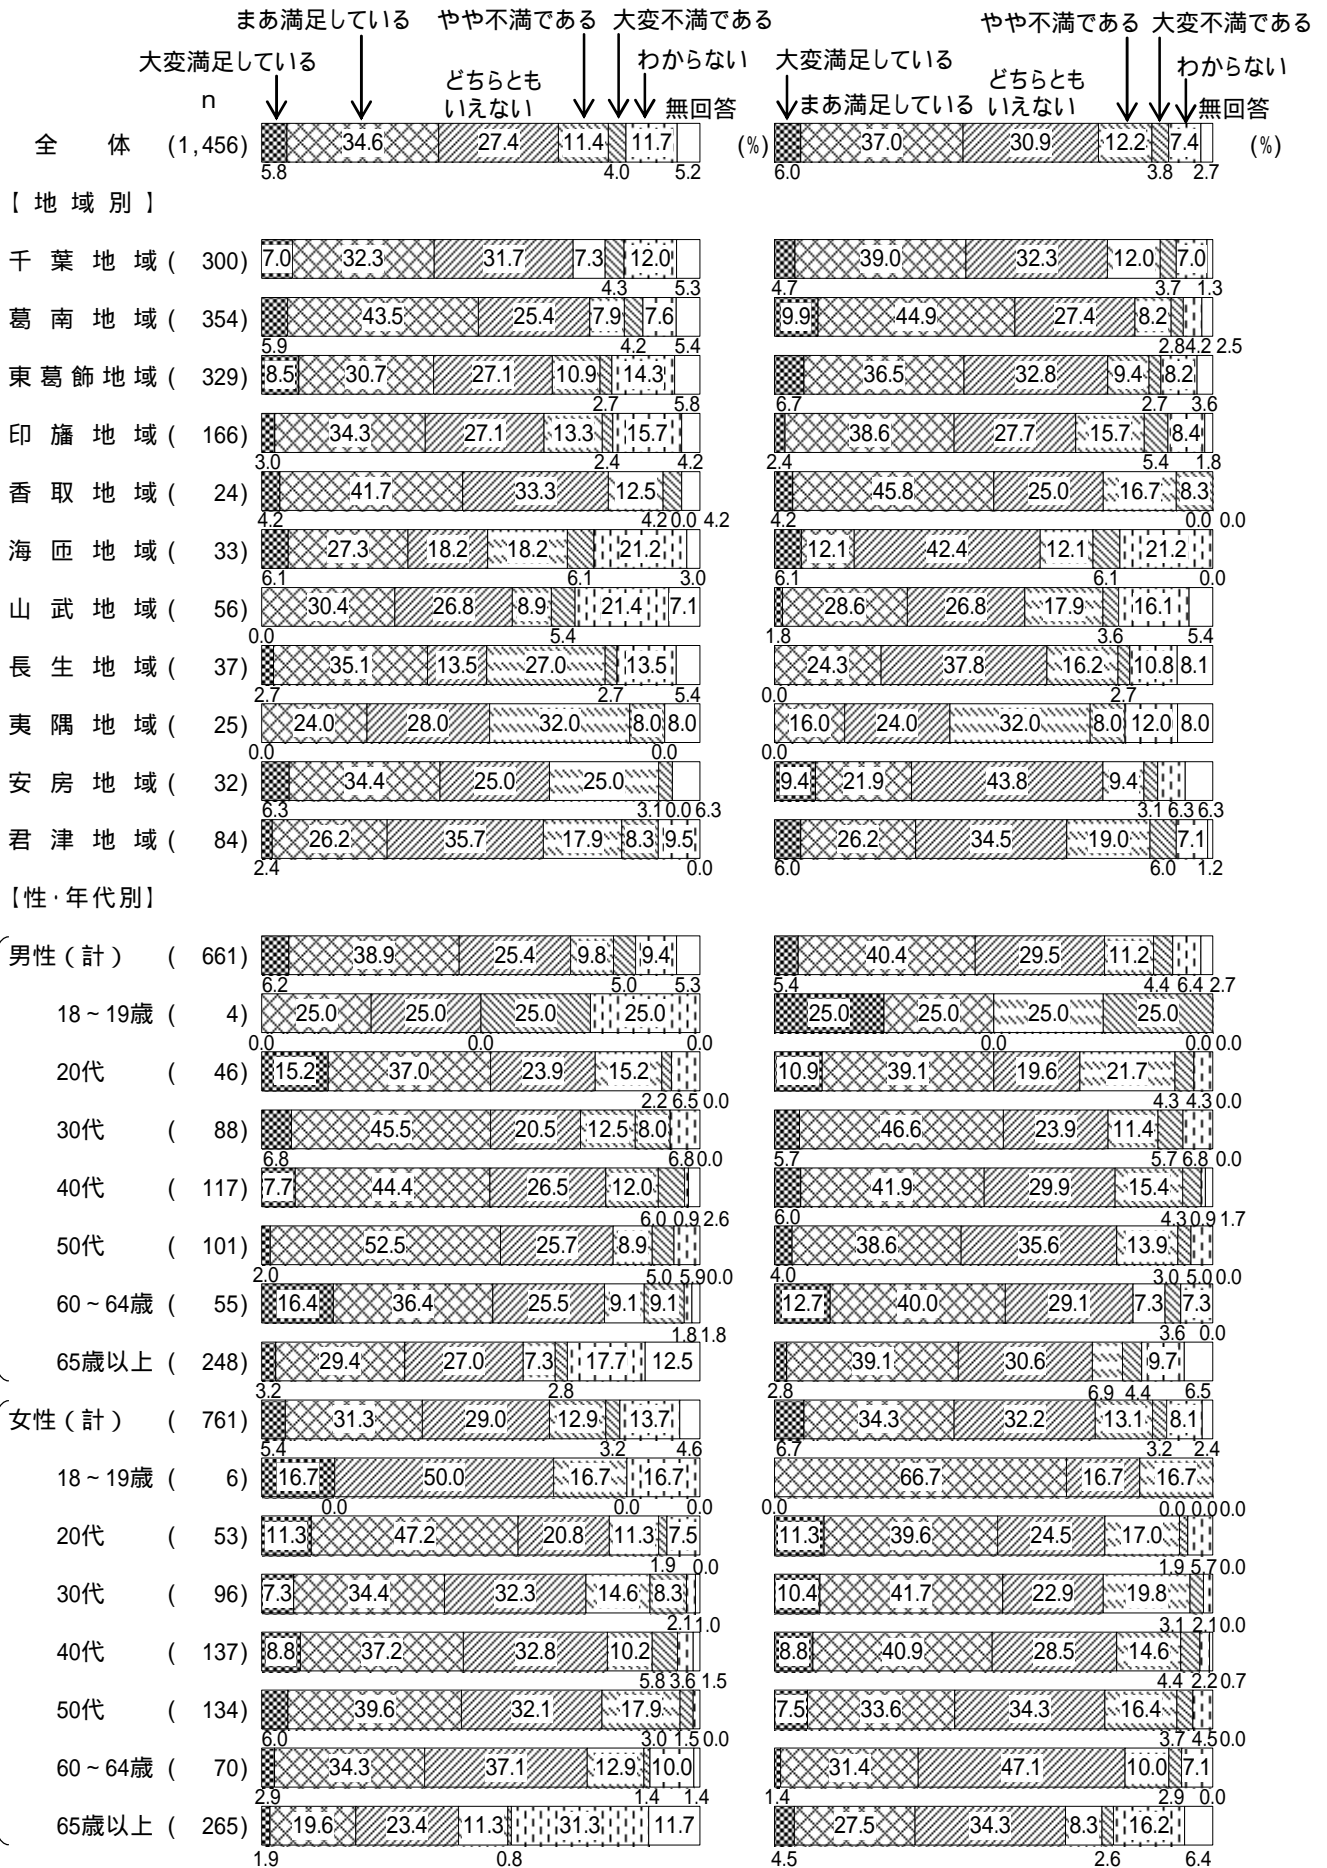 まあ満足している やや不満である 大変不満である やや不満である 大変不満である
大変満足している わからない 大変満足している わからない
n どちらとも いえない 無回答 まあ満足している どちらとも いえない 無回答
全体 (1,456) 34.6 27.4 11.4 11.7 (%) 37.0 30.9 12.2 7.4 (%)
5.8 4.0 5.2 6.0 3.8 2.7
【地域別】
千葉地域 ( 300) 7.0 32.3 31.7 7.3 12.0 39.0 32.3 12.0 7.0
4.3 5.3 4.7 3.7 1.3
葛南地域 ( 354) 43.5 25.4 7.9 7.6 9.9 44.9 27.4 8.2
5.9 4.2 5.4 2.8 4.2 2.5
東葛飾地域 ( 329) 8.5 30.7 27.1 10.9 14.3 36.5 32.8 9.4 8.2
2.7 5.8 6.7 2.7 3.6
印旛地域 ( 166) 34.3 27.1 13.3 15.7 38.6 27.7 15.7 8.4
3.0 2.4 4.2 2.4 5.4 1.8
香取地域 ( 24) 41.7 33.3 12.5 45.8 25.0 16.7 8.3
4.2 4.2 0.0 4.2 4.2 0.0 0.0
海匝地域 ( 33) 27.3 18.2 18.2 21.2 12.1 42.4 12.1 21.2
6.1 6.1 3.0 6.1 6.1 0.0
山武地域 ( 56) 30.4 26.8 8.9 21.4 7.1 28.6 26.8 17.9 16.1
0.0 5.4 1.8 3.6 5.4
長生地域 ( 37) 35.1 13.5 27.0 13.5 24.3 37.8 16.2 10.8 8.1
2.7 2.7 5.4 0.0 2.7
夷隅地域 ( 25) 24.0 28.0 32.0 8.0 8.0 16.0 24.0 32.0 8.0 12.0 8.0
0.0 0.0 0.0
安房地域 ( 32) 34.4 25.0 25.0 9.4 21.9 43.8 9.4
6.3 3.1 0.0 6.3 3.1 6.3 6.3
君津地域 ( 84) 26.2 35.7 17.9 8.3 9.5 26.2 34.5 19.0 7.1
2.4 0.0 6.0 6.0 1.2
【性・年代別】
男性(計) ( 661) 38.9 25.4 9.8 9.4 40.4 29.5 11.2
6.2 5.0 5.3 5.4 4.4 6.4 2.7
18~19歳 ( 4) 25.0 25.0 25.0 25.0 25.0 25.0 25.0 25.0
0.0 0.0 0.0 0.0 0.0 0.0
20代 ( 46) 15.2 37.0 23.9 15.2 10.9 39.1 19.6 21.7
2.2 6.5 0.0 4.3 4.3 0.0
30代 ( 88) 45.5 20.5 12.5 8.0 46.6 23.9 11.4
6.8 6.8 0.0 5.7 5.7 6.8 0.0
40代 ( 117) 7.7 44.4 26.5 12.0 41.9 29.9 15.4
6.0 0.9 2.6 6.0 4.3 0.9 1.7
50代 ( 101) 52.5 25.7 8.9 38.6 35.6 13.9
2.0 5.0 5.9 0.0 4.0 3.0 5.0 0.0
60~64歳 ( 55) 16.4 36.4 25.5 9.1 9.1 12.7 40.0 29.1 7.3 7.3
1.8 1.8 3.6 0.0
65歳以上 ( 248) 29.4 27.0 7.3 17.7 12.5 39.1 30.6 9.7
3.2 2.8 2.8 6.9 4.4 6.5
女性(計) ( 761) 31.3 29.0 12.9 13.7 34.3 32.2 13.1 8.1
5.4 3.2 4.6 6.7 3.2 2.4
18~19歳 ( 6) 16.7 50.0 16.7 16.7 66.7 16.7 16.7
0.0 0.0 0.0 0.0 0.0 0.0 0.0
20代 ( 53) 11.3 47.2 20.8 11.3 7.5 11.3 39.6 24.5 17.0
1.9 0.0 1.9 5.7 0.0
30代 ( 96) 7.3 34.4 32.3 14.6 8.3 10.4 41.7 22.9 19.8
2.1 1.0 3.1 2.1 0.0
40代 ( 137) 8.8 37.2 32.8 10.2 8.8 40.9 28.5 14.6
5.8 3.6 1.5 4.4 2.2 0.7
50代 ( 134) 39.6 32.1 17.9 7.5 33.6 34.3 16.4
6.0 3.0 1.5 0.0 3.7 4.5 0.0
60~64歳 ( 70) 34.3 37.1 12.9 10.0 31.4 47.1 10.0 7.1
2.9 1.4 1.4 1.4 2.9 0.0
65歳以上 ( 265) 19.6 23.4 11.3 31.3 11.7 27.5 34.3 8.3 16.2
1.9 0.8 4.5 2.6 6.4